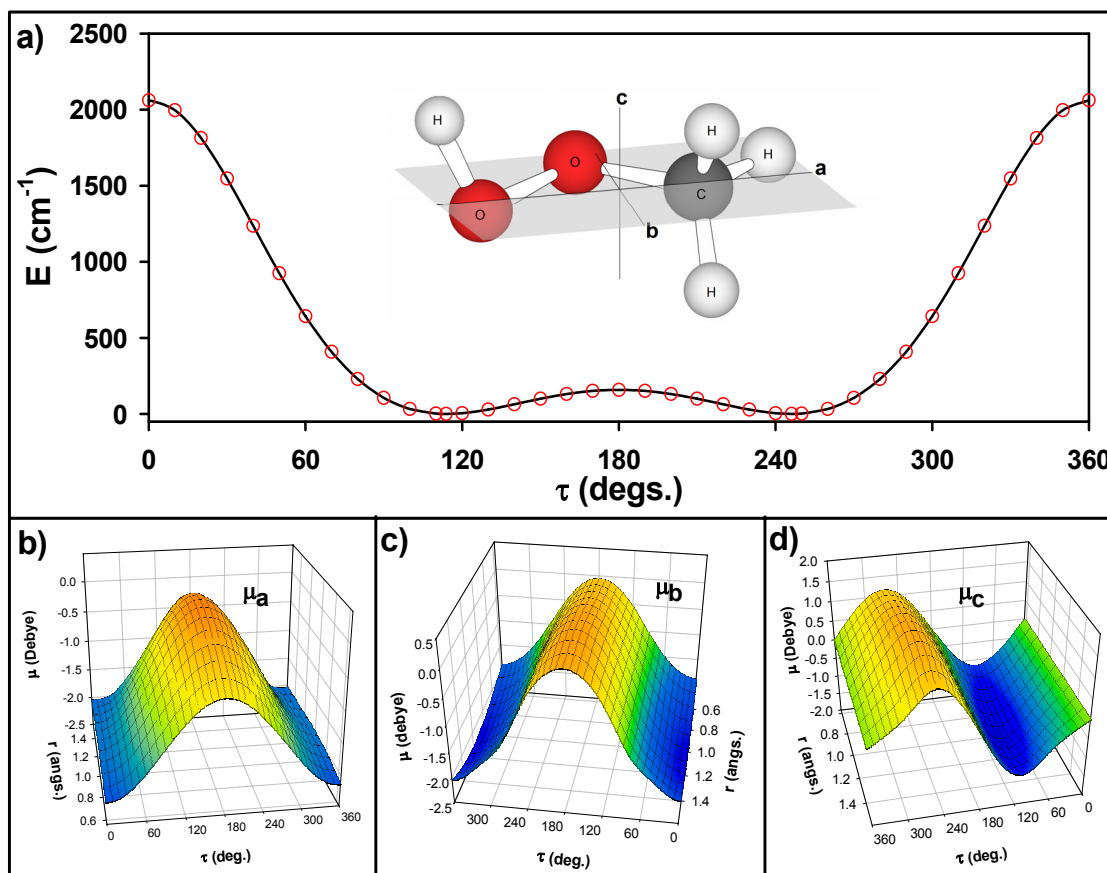 a)
2500
2000
1500
1000
500
0
E (cm⁻¹)
0 60 120 180 240 300 360
τ (degs.)
c
a
b
H
O
O
C
H
H
H
b)
μa
0.0
-0.5
-1.0
-1.5
-2.0
-2.5
μ (Debye)
1.4
1.2
1.0
0.8
0.6
r (angs.)
0 60 120 180 240 300 360
τ (deg.)
c)
μb
0.5
0.0
-0.5
-1.0
-1.5
-2.0
-2.5
μ (debye)
0.6
0.8
1.0
1.2
1.4
r (angs.)
300 240 180 120 60 0
τ (deg.)
d)
μc
2.0
1.5
1.0
0.5
0.0
-0.5
-1.0
-1.5
-2.0
μ (Debye)
0.8
1.0
1.2
1.4
r (angs.)
360 300 240 180 120 60 0
τ (deg.)